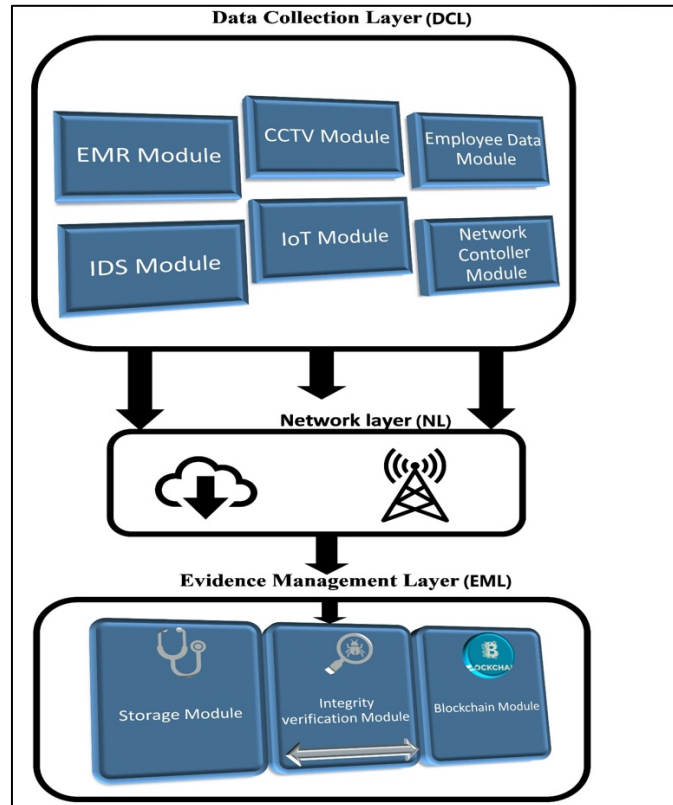 Data Collection Layer (DCL)
EMR Module
CCTV Module
Employee Data
Module
IDS Module
IoT Module
Network
Contoller
Module
Network layer (NL)
Evidence Management Layer (EML)
Storage Module
Integrity
verification Module
B
BLOCKCHAI
Blockchain Module